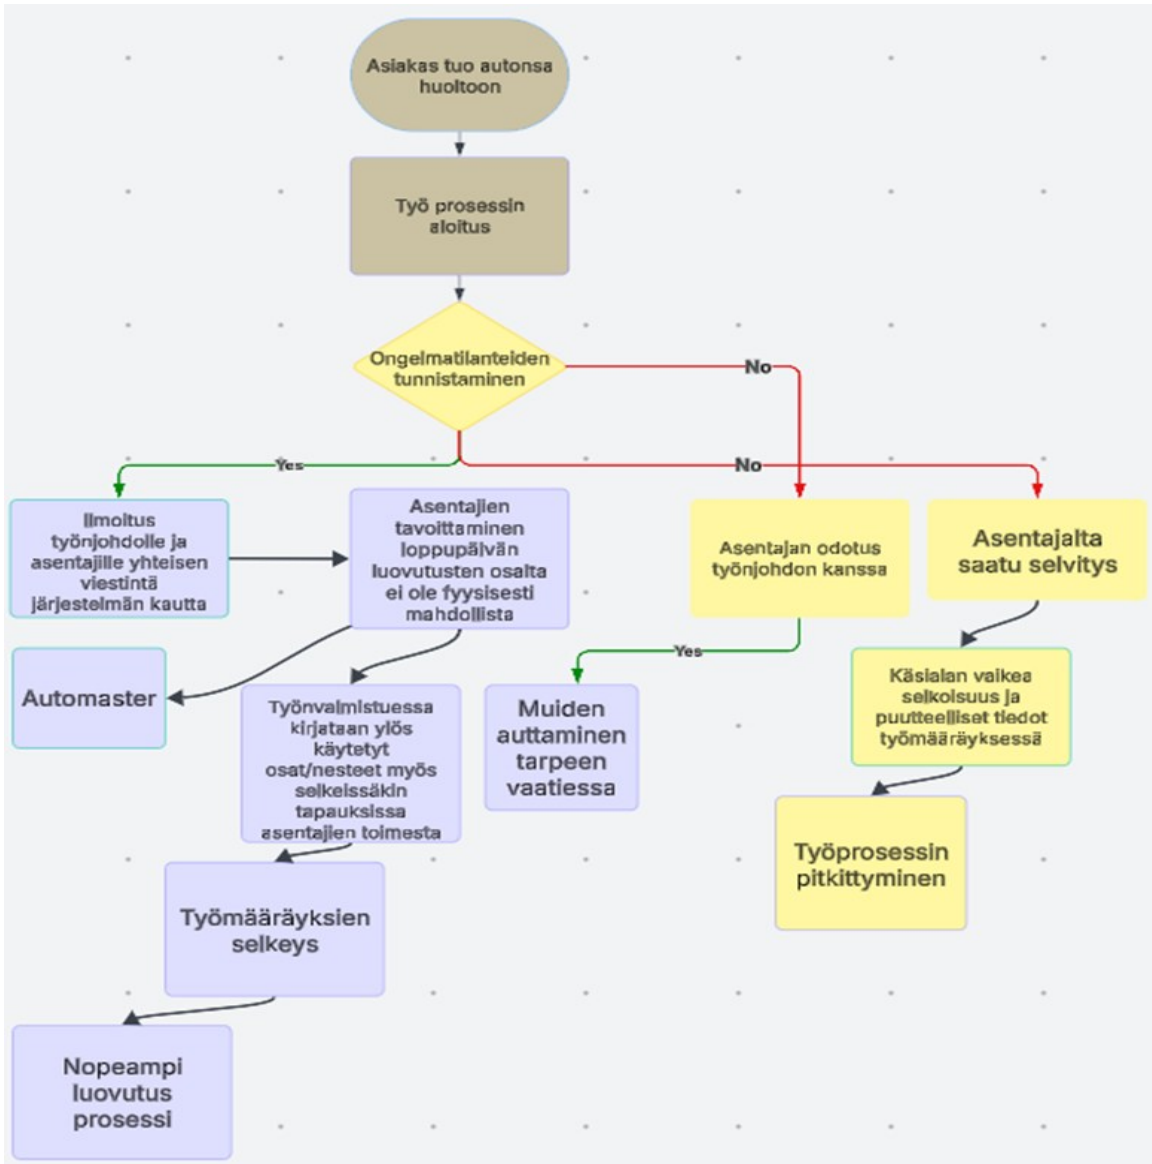 Asiakas tuo autonsa
huoltoon
Työ prosessin
aloitus
Ongelmatilanteiden
tunnistaminen
No
Yes
No
Ilmoitus
työnjohdolle ja
asentajille yhteisen
viestintä
järjestelmän kautta
Asentajien
tavoittaminen
loppupäivän
luovutusten osalta
ei ole fyysisesti
mahdollista
Asentajan odotus
työnjohdon kanssa
Asentajalta
saatu selvitys
Yes
Automaster
Työnvalmistuessa
kirjataan ylös
käytetyt
osat/nesteet myös
selkeissäkin
tapauksissa
asentajien toimesta
Muiden
auttaminen
tarpeen
vaatiessa
Käsialan vaikea
selkoisuus ja
puutteelliset tiedot
työmääräyksessä
Työprosessin
pitkittyminen
Työmääräyksien
selkeys
Nopeampi
luovutus
prosessi